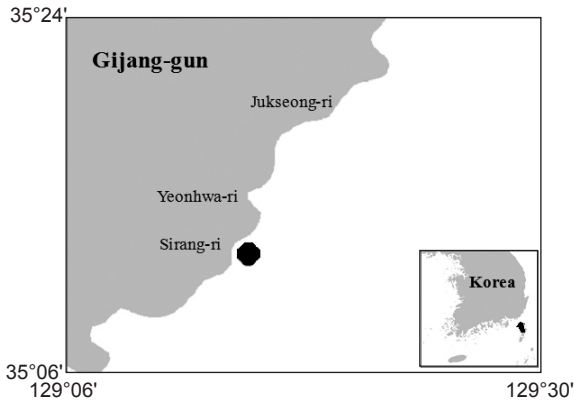 35°24'
Gijang-gun
Jukseong-ri
Yeonhwa-ri
Sirang-ri
Korea
35°06'
129°06'
129°30'